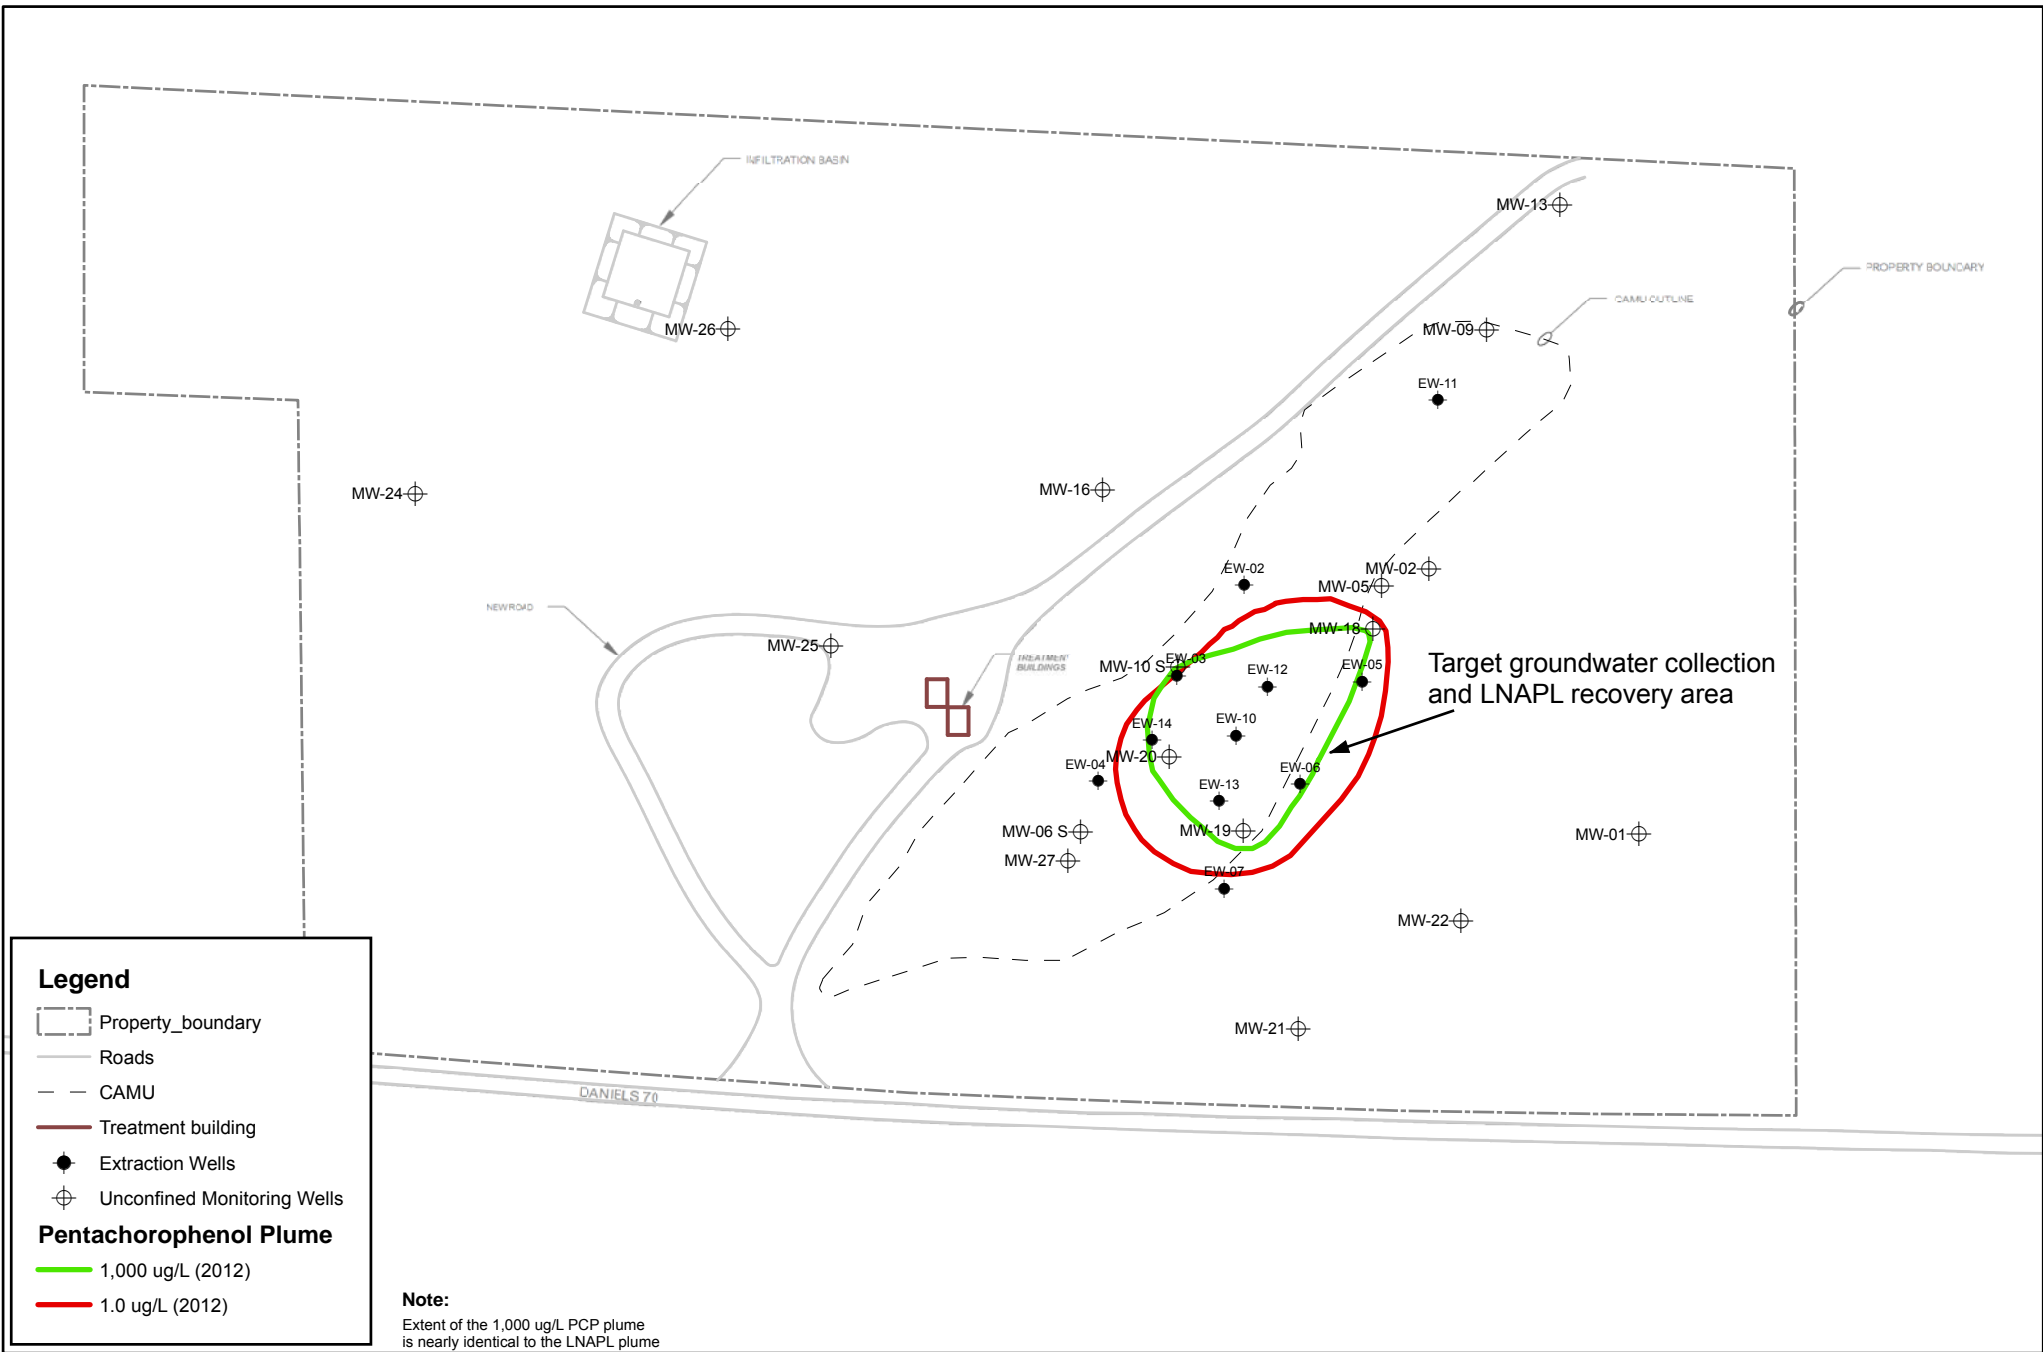 INFILTRATION BASIN
MW-13
PROPERTY BOUNDARY
CAMU OUTLINE
MW-26
MW-09
EW-11
MW-24
MW-16
EW-02
MW-02
MW-05
NEW ROAD
MW-18
MW-25
TREATMENT
BUILDINGS
MW-10 S
EW-03
EW-12
EW-05
Target groundwater collection
and LNAPL recovery area
EW-14
EW-10
MW-20
EW-04
EW-13
EW-06
MW-06 S
MW-19
MW-01
MW-27
EW-07
MW-22
MW-21
DANIELS 70
Legend
Property_boundary
Roads
CAMU
Treatment building
Extraction Wells
Unconfined Monitoring Wells
Pentachorophenol Plume
1,000 ug/L (2012)
1.0 ug/L (2012)
Note:
Extent of the 1,000 ug/L PCP plume
is nearly identical to the LNAPL plume